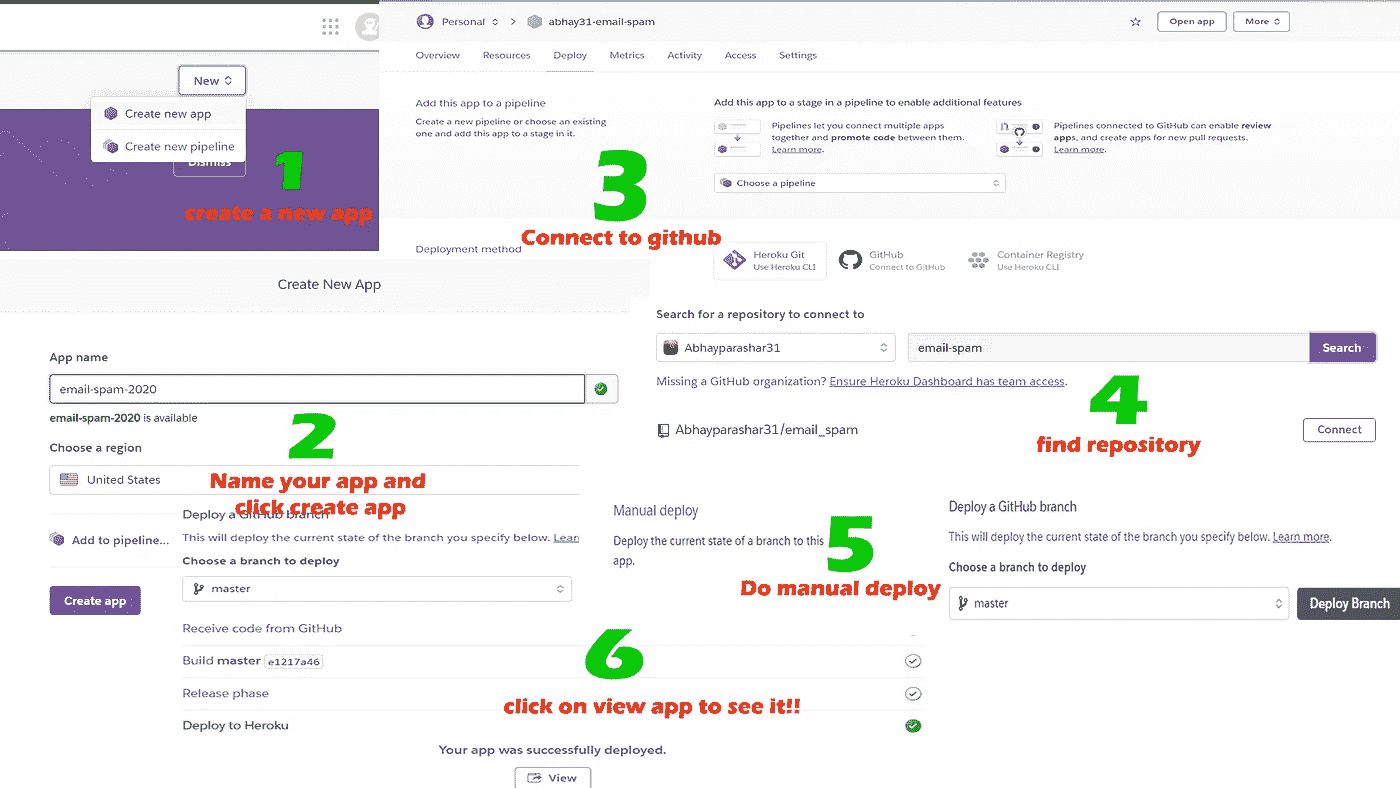 New
Create new app
Create new pipeline
Dismiss
1
create a new app
Personal
abhay31-email-spam
Open app
More
Overview
Resources
Deploy
Metrics
Activity
Access
Settings
Add this app to a pipeline
Create a new pipeline or choose an existing
one and add this app to a stage in it.
Add this app to a stage in a pipeline to enable additional features
Pipelines let you connect multiple apps
together and promote code between them.
Learn more.
Pipelines connected to GitHub can enable review
apps, and create apps for new pull requests.
Learn more.
Choose a pipeline
3
Connect to github
Deployment method
Heroku Git
Use Heroku CLI
GitHub
Connect to GitHub
Container Registry
Use Heroku CLI
Create New App
App name
email-spam-2020
email-spam-2020 is available
Choose a region
United States
2
Name your app and
click create app
Add to pipeline...
Create app
Search for a repository to connect to
Abhayparashar31
email-spam
Search
Missing a GitHub organization? Ensure Heroku Dashboard has team access.
Abhayparashar31/email_spam
Connect
4
find repository
Manual deploy
Deploy the current state of a branch to this
app.
5
Do manual deploy
Deploy a GitHub branch
This will deploy the current state of the branch you specify below. Learn more.
Choose a branch to deploy
master
Deploy Branch
Deploy a GitHub branch
This will deploy the current state of the branch you specify below. Learn
Choose a branch to deploy
master
Receive code from GitHub
Build master e1217a46
Release phase
Deploy to Heroku
6
click on view app to see it!!
Your app was successfully deployed.
View